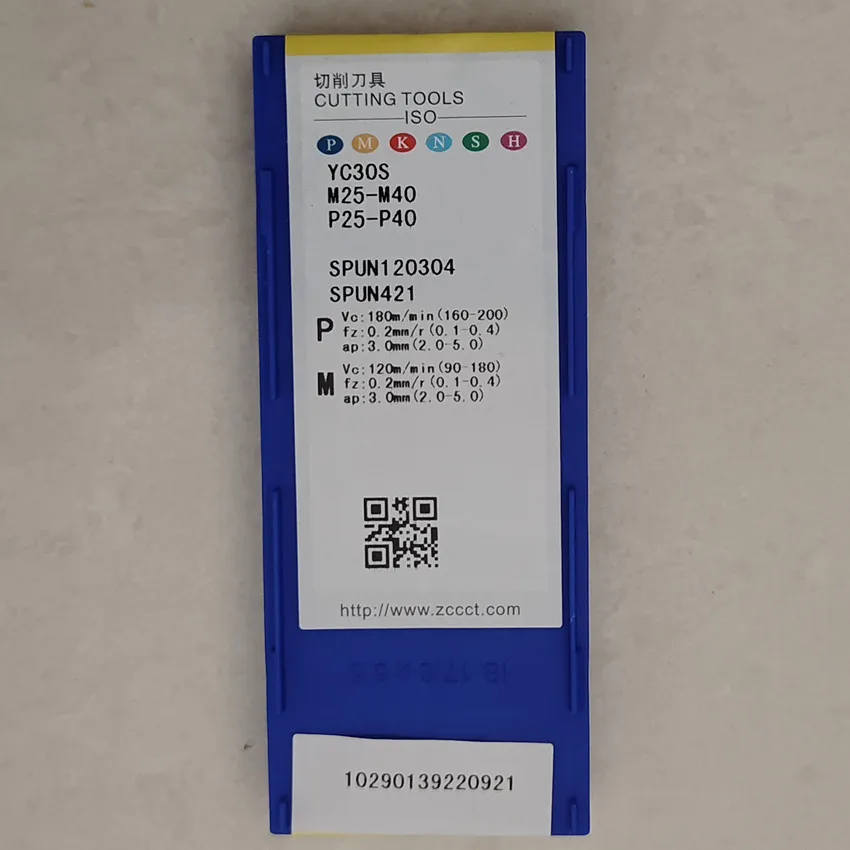 切削刀具
CUTTING TOOLS
ISO
P M K N S H
YC30S
M25-M40
P25-P40
SPUN120304
SPUN421
P
Vc:180m/min(160-200)
fz:0.2mm/r(0.1-0.4)
ap:3.0mm(2.0-5.0)
M
Vc:120m/min(90-180)
fz:0.2mm/r(0.1-0.4)
ap:3.0mm(2.0-5.0)
http://www.zccct.com
10290139220921